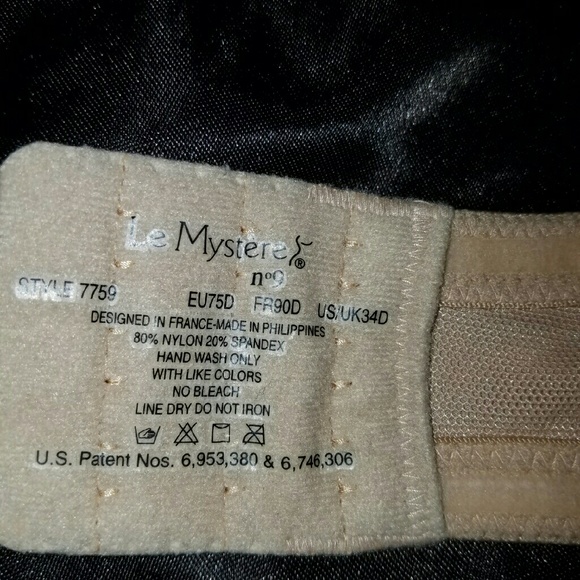 Le Mystère®
nº9
STYLE 7759
EU75D FR90D US/UK34D
DESIGNED IN FRANCE-MADE IN PHILIPPINES
80% NYLON 20% SPANDEX
HAND WASH ONLY
WITH LIKE COLORS
NO BLEACH
LINE DRY DO NOT IRON
U.S. Patent Nos. 6,953,380 & 6,746,306